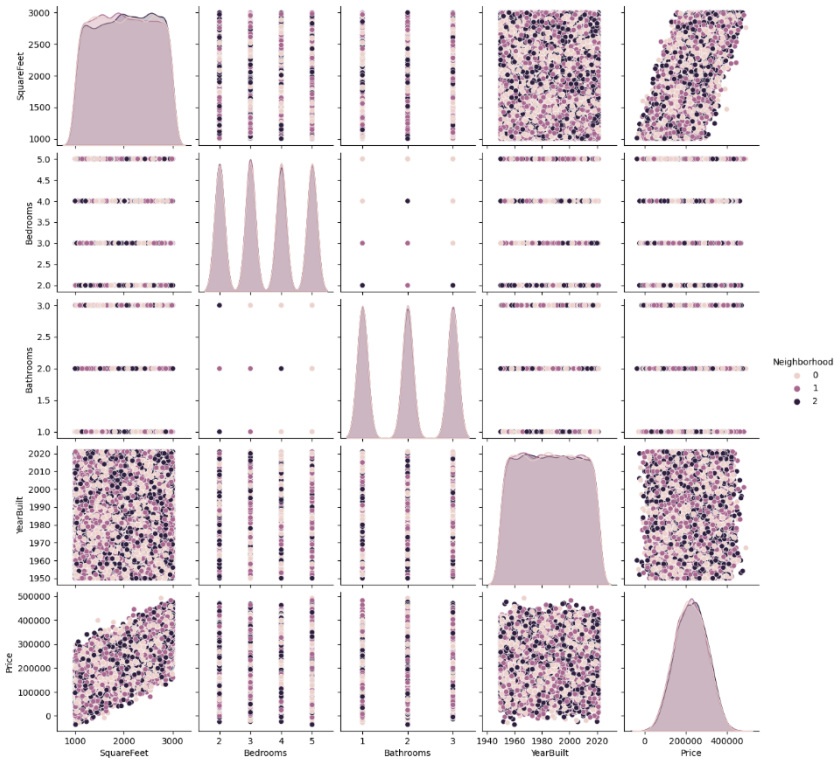 SquareFeet
3000
2500
2000
1500
1000
Bedrooms
5.0
4.5
4.0
3.5
3.0
2.5
2.0
Bathrooms
3.0
2.5
2.0
1.5
1.0
Neighborhood
0
1
2
YearBuilt
2020
2010
2000
1990
1980
1970
1960
1950
Price
500000
400000
300000
200000
100000
0
1000 2000 3000
2 3 4 5
1 2 3
1940 1960 1980 2000 2020
0 200000 400000
SquareFeet Bedrooms Bathrooms YearBuilt Price